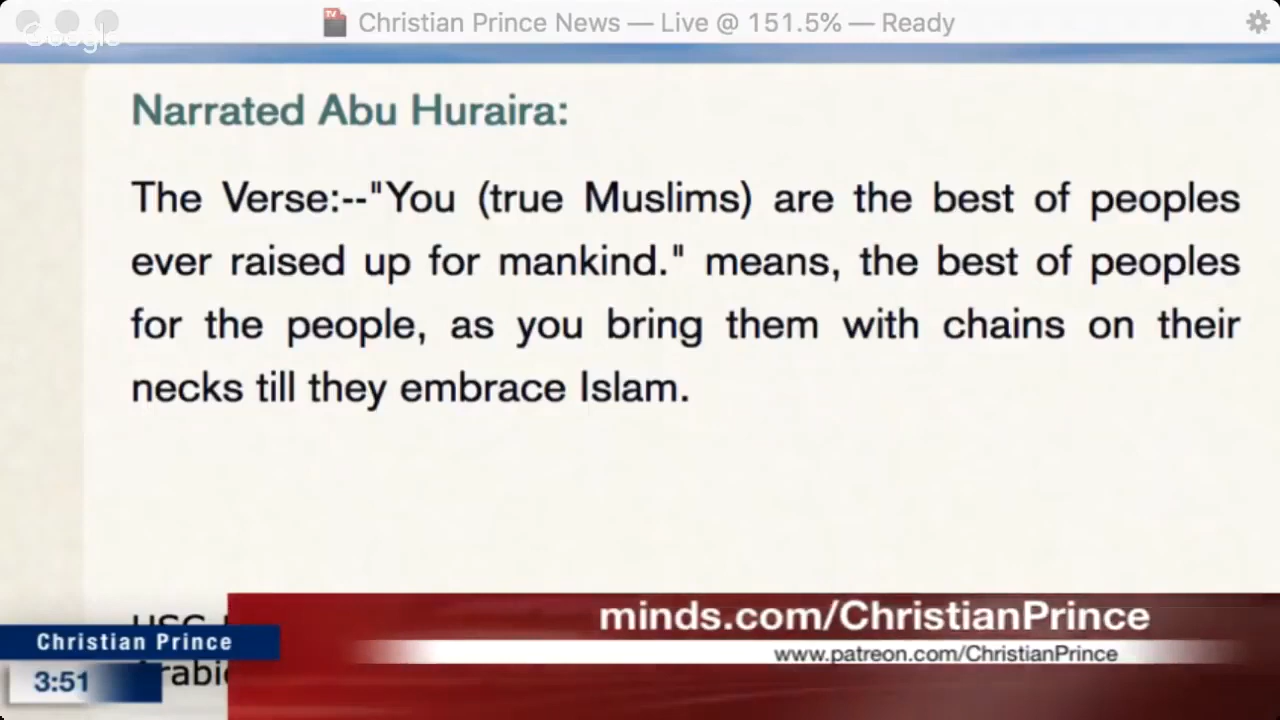 Christian Prince News — Live @ 151.5% — Ready
Google
Narrated Abu Huraira:
The Verse:--"You (true Muslims) are the best of peoples
ever raised up for mankind." means, the best of peoples
for the people, as you bring them with chains on their
necks till they embrace Islam.
minds.com/ChristianPrince
Christian Prince
www.patreon.com/ChristianPrince
3:51